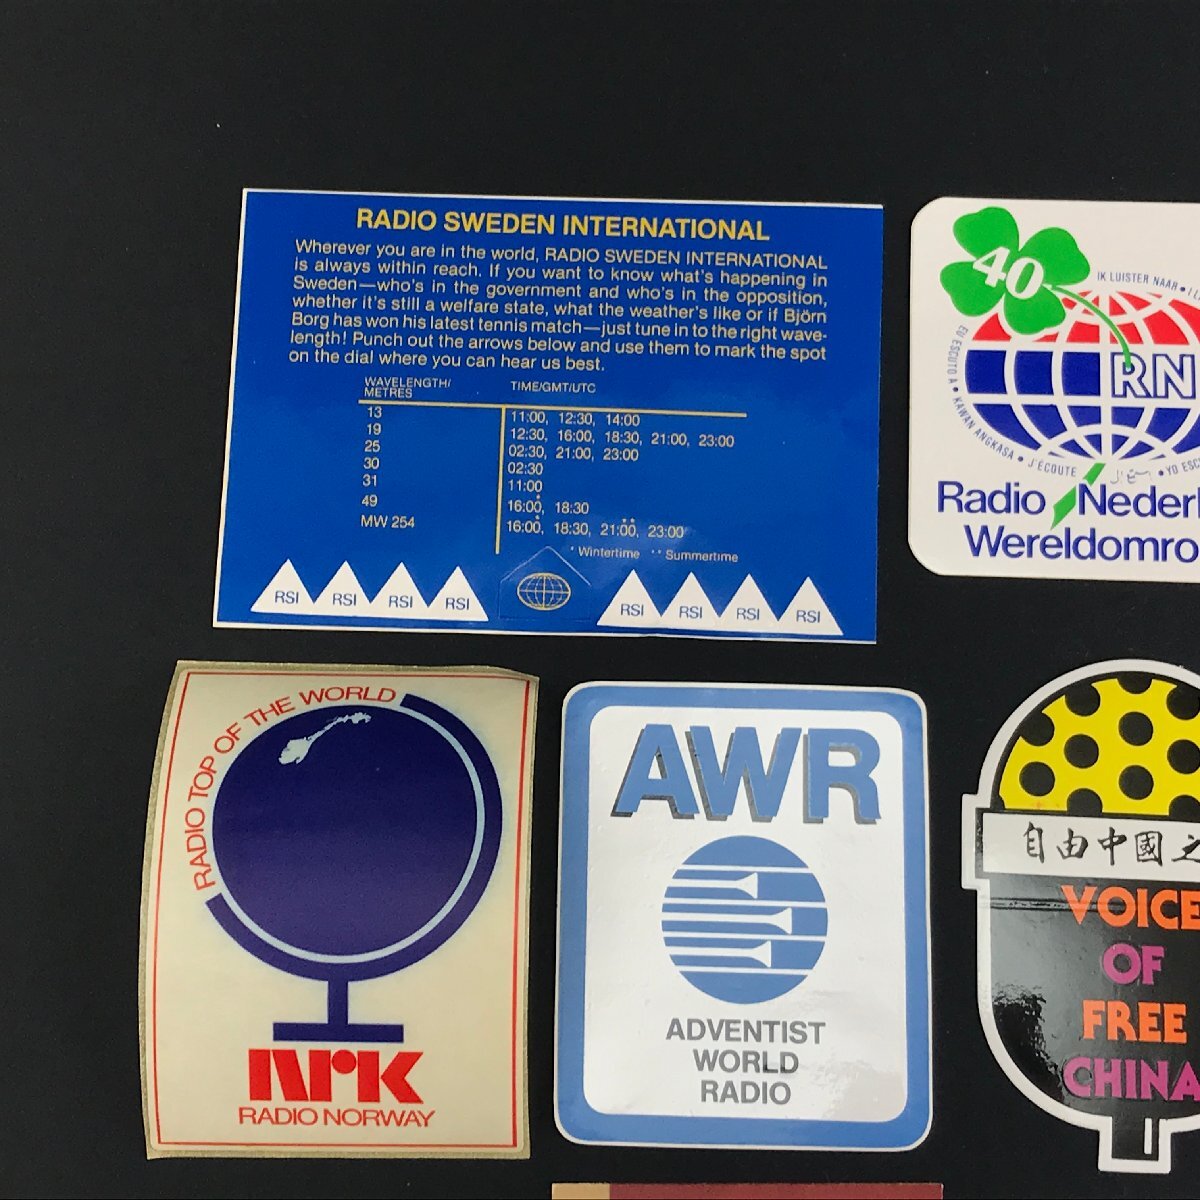 RADIO SWEDEN INTERNATIONAL
Wherever you are in the world, RADIO SWEDEN INTERNATIONAL
is always within reach. If you want to know what's happening in
Sweden—who's in the government and who's in the opposition,
whether it's still a welfare state, what the weather's like or if Björn
Borg has won his latest tennis match—just tune in to the right wave-
length! Punch out the arrows below and use them to mark the spot
on the dial where you can hear us best.
WAVELENGTH/ TIME/GMT/UTC
METRES
13 11:00, 12:30, 14:00
19 12:30, 16:00, 18:30, 21:00, 23:00
25 02:30, 21:00, 23:00
30 02:30
31 11:00
49 16:00•, 18:30
MW 254 16:00•, 18:30, 21:00••, 23:00
• Wintertime •• Summertime
RSI RSI RSI RSI RSI RSI RSI RSI
40
IK LUISTER NAAR •
EU ESCUTO A • KAWAN ANGKASA • J'ÉCOUTE • • YO
RN
Radio
Wereldomro
RADIO TOP OF THE WORLD
NRK
RADIO NORWAY
AWR
ADVENTIST
WORLD
RADIO
自由中國之
VOICE
OF
FREE
CHINA